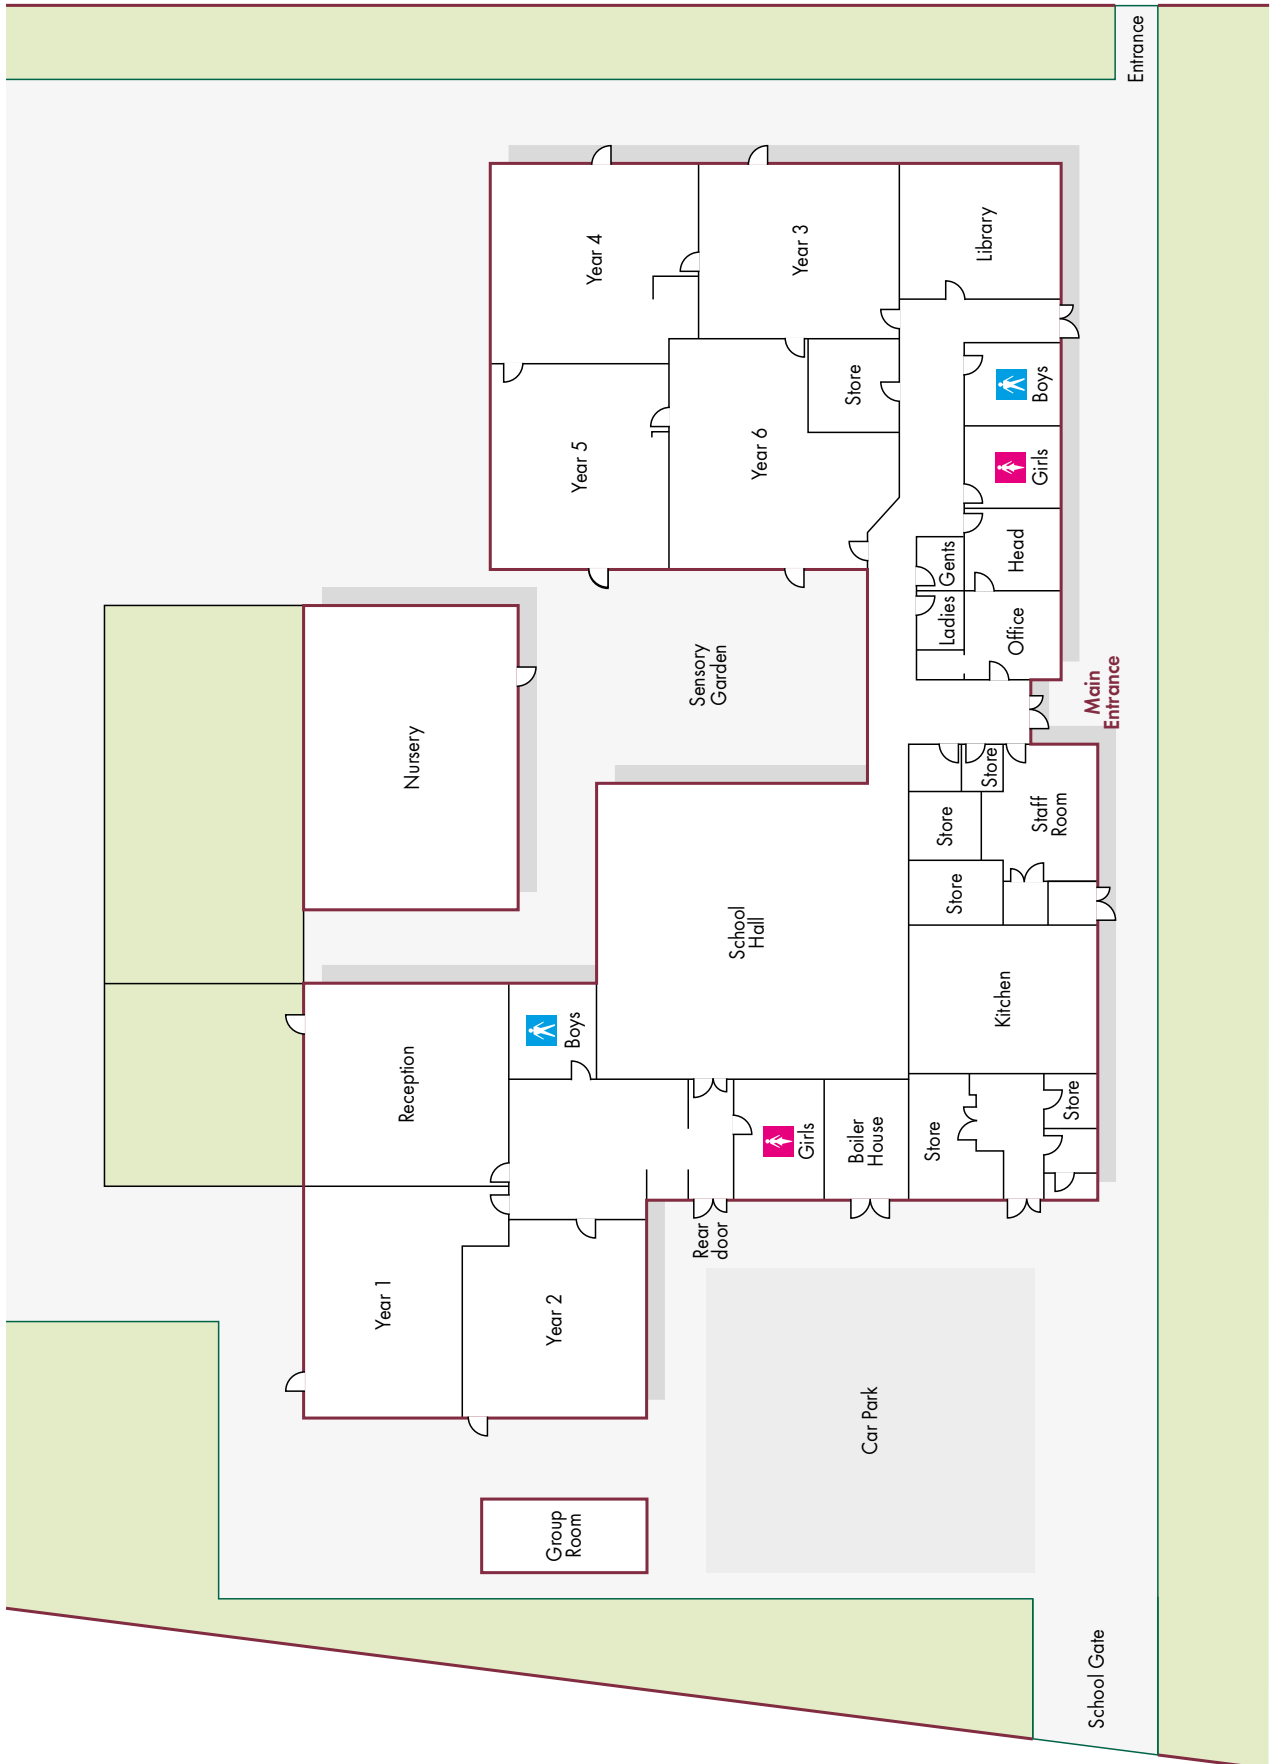 Entrance
Year 4
Year 3
Library
Year 5
Year 6
Store
Boys
Girls
Gents
Head
Ladies
Office
Sensory
Garden
Main
Entrance
Nursery
Store
Store
Staff
Room
Store
School
Hall
Kitchen
Reception
Boys
Girls
Boiler
House
Store
Store
Rear
door
Year 1
Year 2
Car Park
Group
Room
School Gate